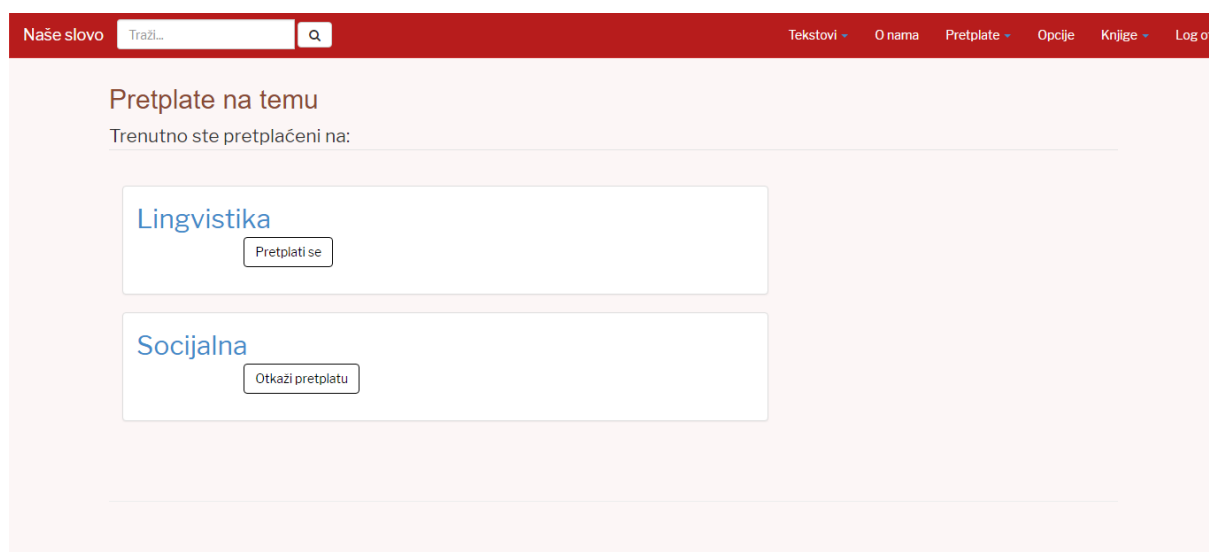 Naše slovo Traži... Tekstovi O nama Pretplate Opcije Knjige Log
Pretplate na temu
Trenutno ste pretplaćeni na:
Lingvistika
Pretplati se
Socijalna
Otkaži pretplatu